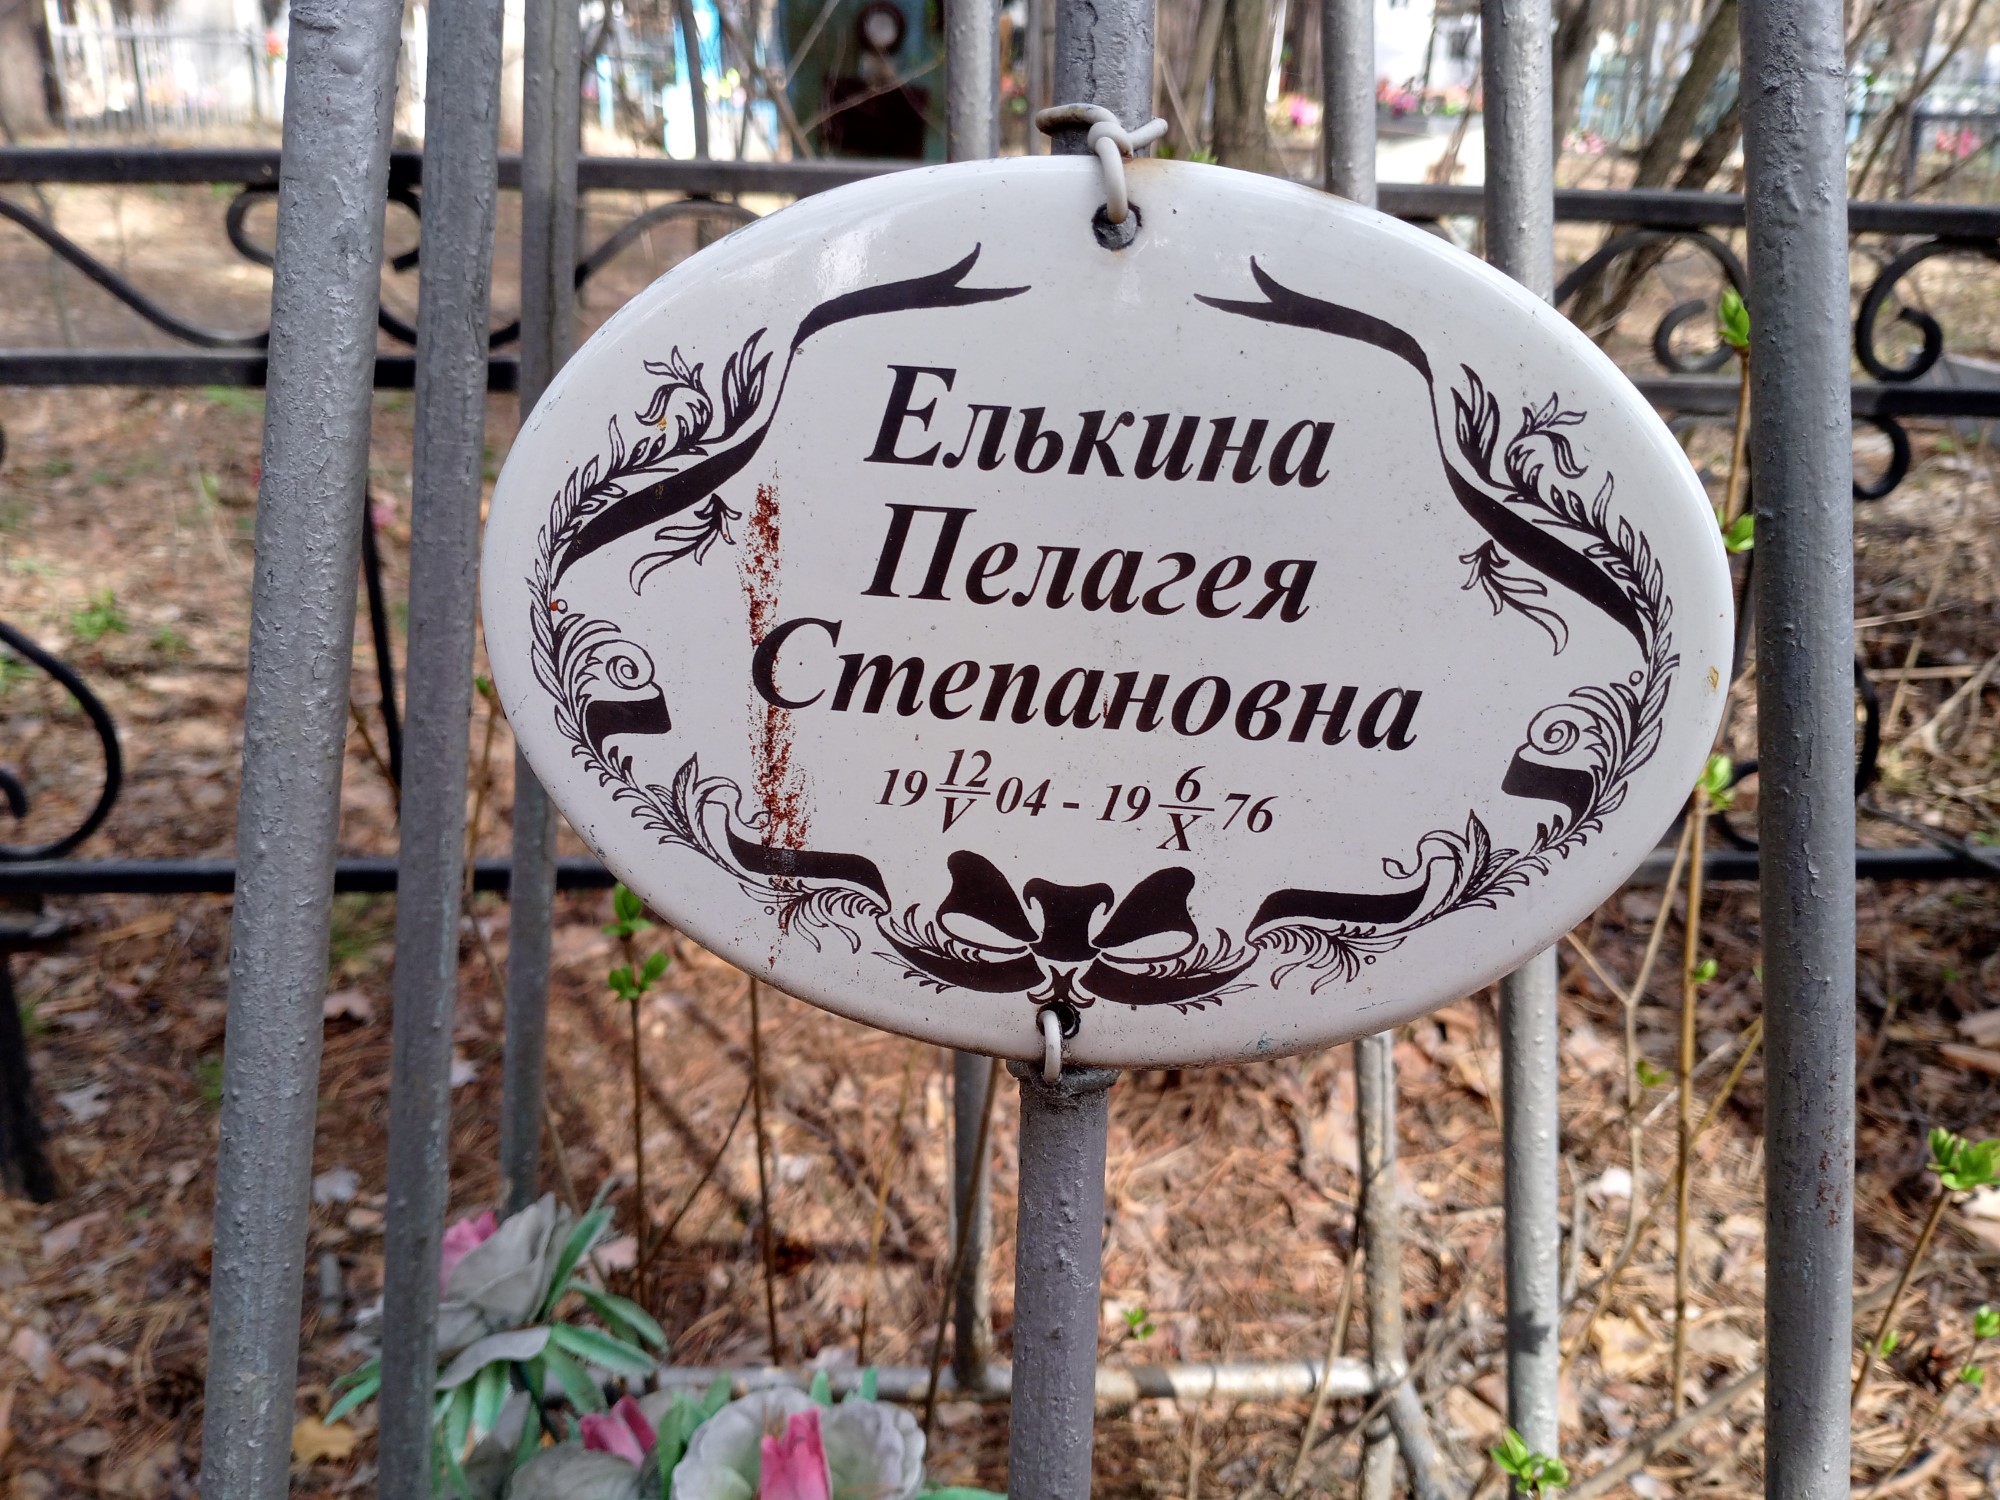 Елькина
Пелагея
Степановна
19 12/V 04 - 19 6/X 76